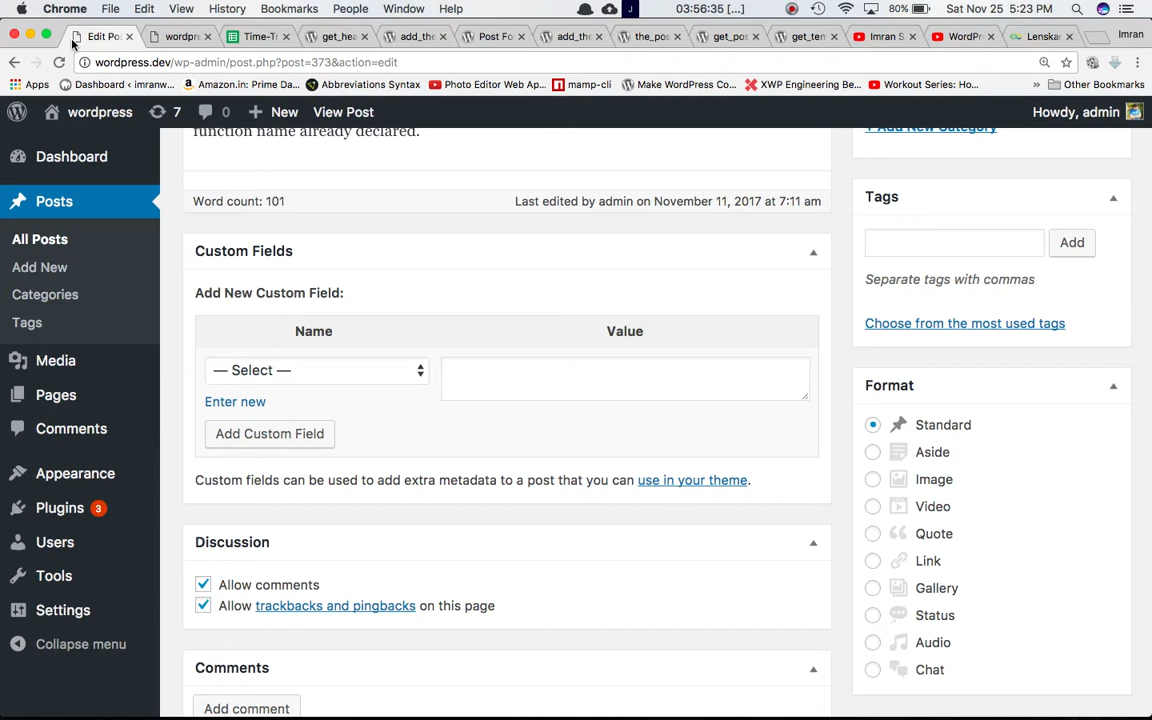 Chrome File Edit View History Bookmarks People Window Help 03:56:35 [...] 80% Sat Nov 25 5:23 PM
Edit Po wordpr Time-Tr get_hea add_the Post Fo add_the the_pos get_pos get_tem Imran S WordPr Lenskar Imran
wordpress.dev/wp-admin/post.php?post=373&action=edit
Apps Dashboard ‹ imranw... Amazon.in: Prime Da... Abbreviations Syntax Photo Editor Web Ap... mamp-cli Make WordPress Co... XWP Engineering Be... Workout Series: Ho... » Other Bookmarks
wordpress 7 0 New View Post Howdy, admin
Dashboard
Posts
All Posts
Add New
Categories
Tags
Media
Pages
Comments
Appearance
Plugins 3
Users
Tools
Settings
Collapse menu
function name already declared.
Word count: 101 Last edited by admin on November 11, 2017 at 7:11 am
Custom Fields
Add New Custom Field:
Name Value
— Select —
Enter new
Add Custom Field
Custom fields can be used to add extra metadata to a post that you can use in your theme.
Discussion
Allow comments
Allow trackbacks and pingbacks on this page
Comments
Add comment
+ Add New Category
Tags
Add
Separate tags with commas
Choose from the most used tags
Format
Standard
Aside
Image
Video
Quote
Link
Gallery
Status
Audio
Chat